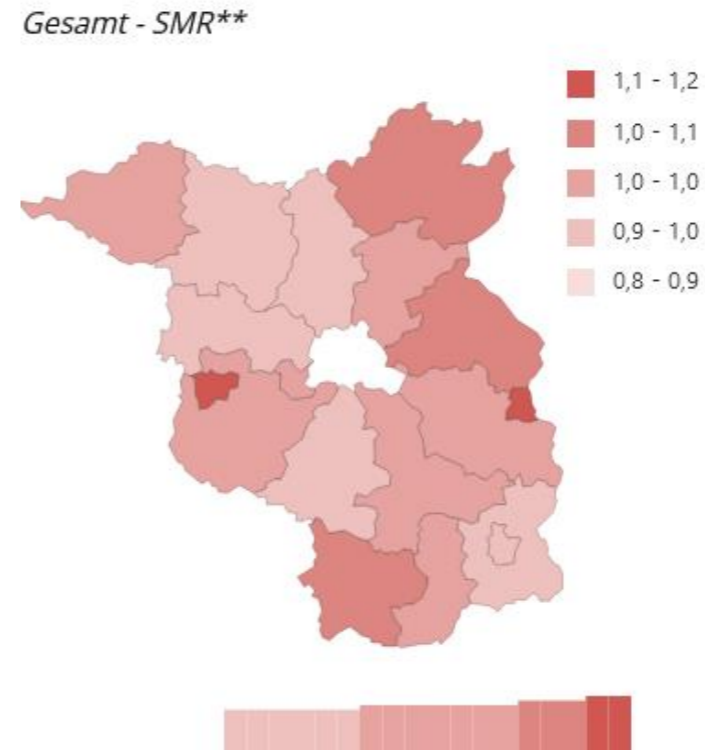 Gesamt - SMR**
1,1 - 1,2
1,0 - 1,1
1,0 - 1,0
0,9 - 1,0
0,8 - 0,9